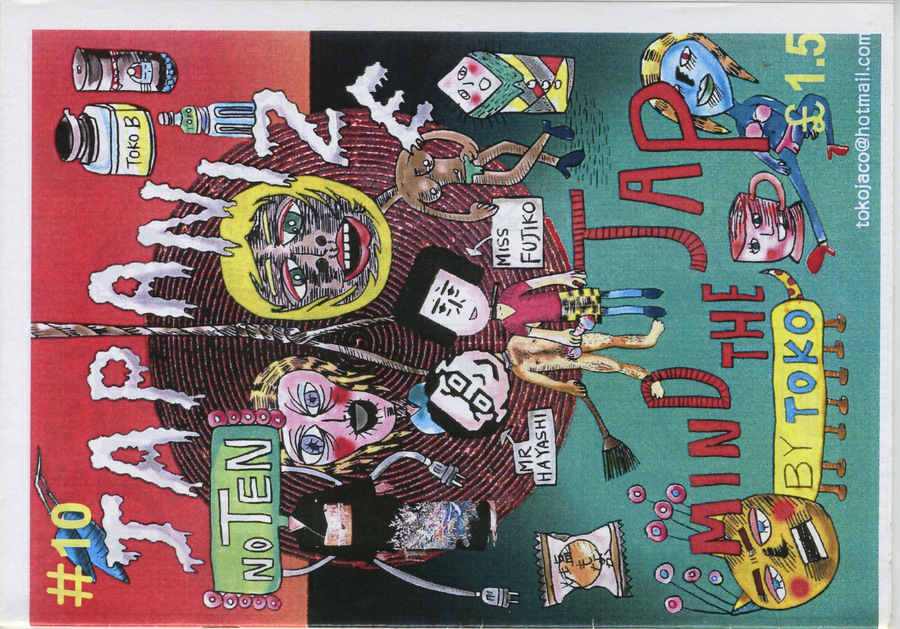 #10
JAPANIZE
TOKO B
TOKO
NO TEN
MR
HAYASHI
MISS
FUJIKO
MIND
THE
JAP
BY TOKO
£1.5
tokojaco@hotmail.com